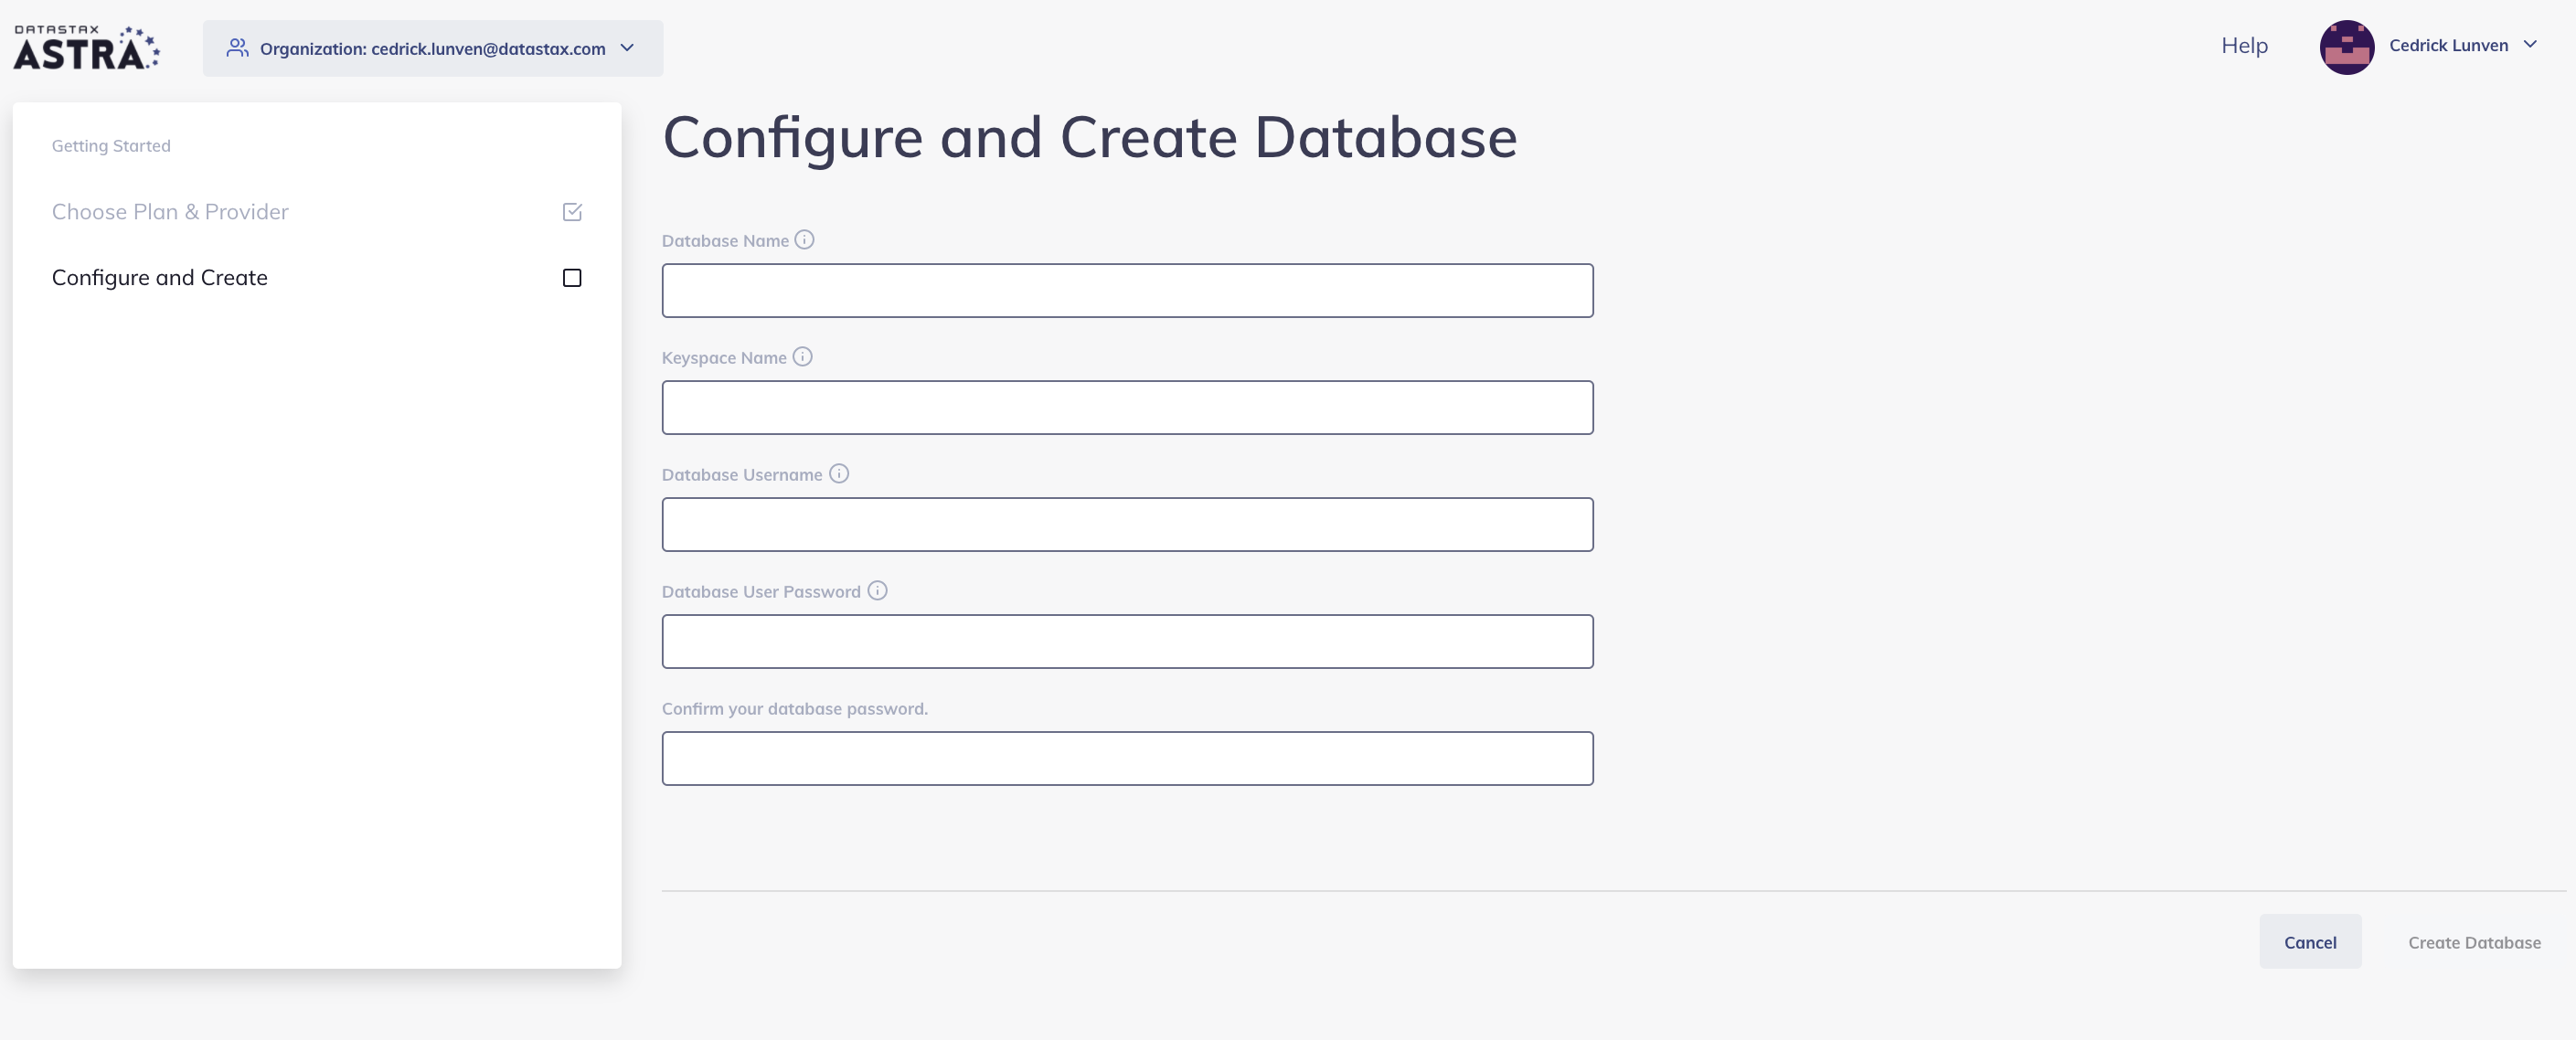 DATASTAX
ASTRA
Organization: cedrick.lunven@datastax.com
Help
Cedrick Lunven
Getting Started
Choose Plan & Provider
Configure and Create
Configure and Create Database
Database Name
Keyspace Name
Database Username
Database User Password
Confirm your database password.
Cancel
Create Database